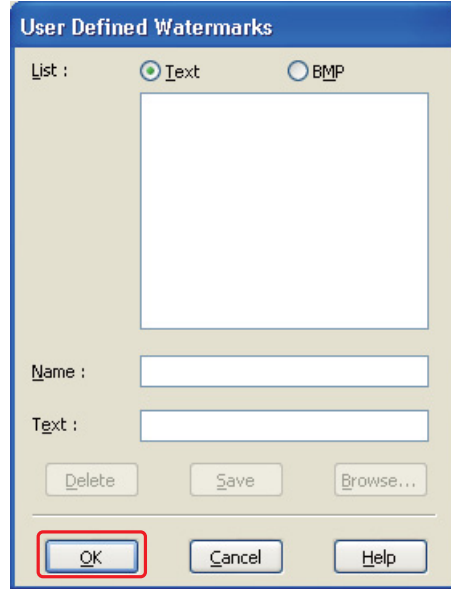 User Defined Watermarks
List : Text BMP
Name :
Text :
Delete Save Browse...
OK Cancel Help